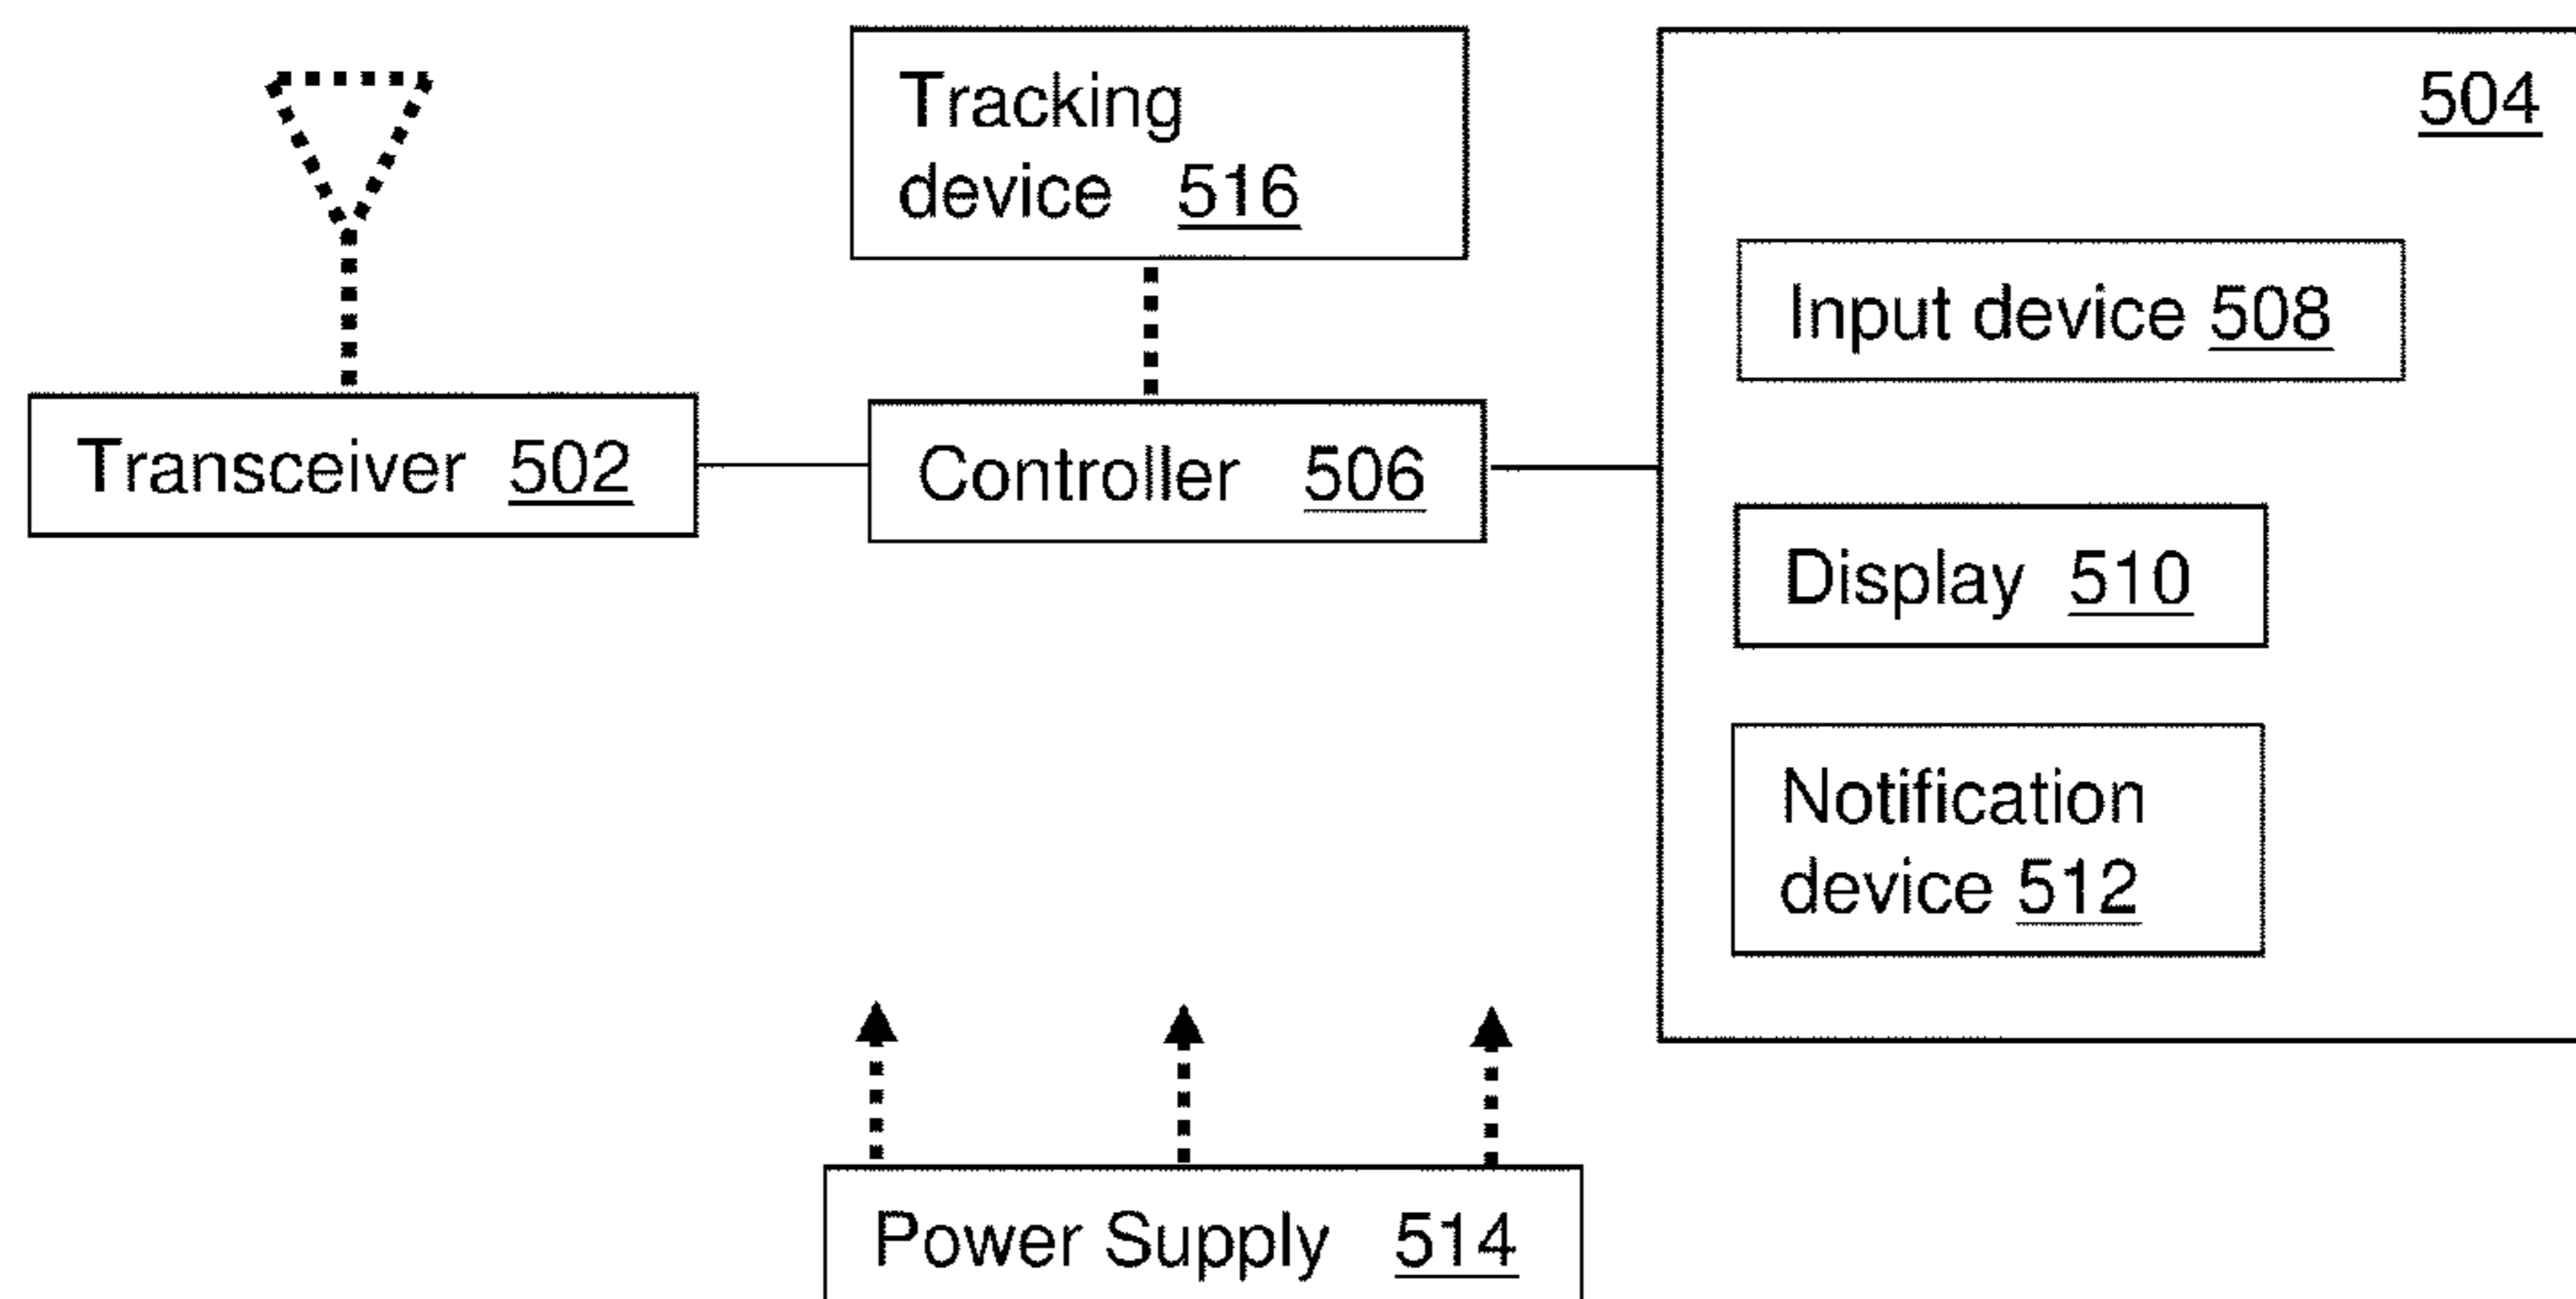 Tracking
device 516
504
Input device 508
Transceiver 502
Controller 506
Display 510
Notification
device 512
Power Supply 514